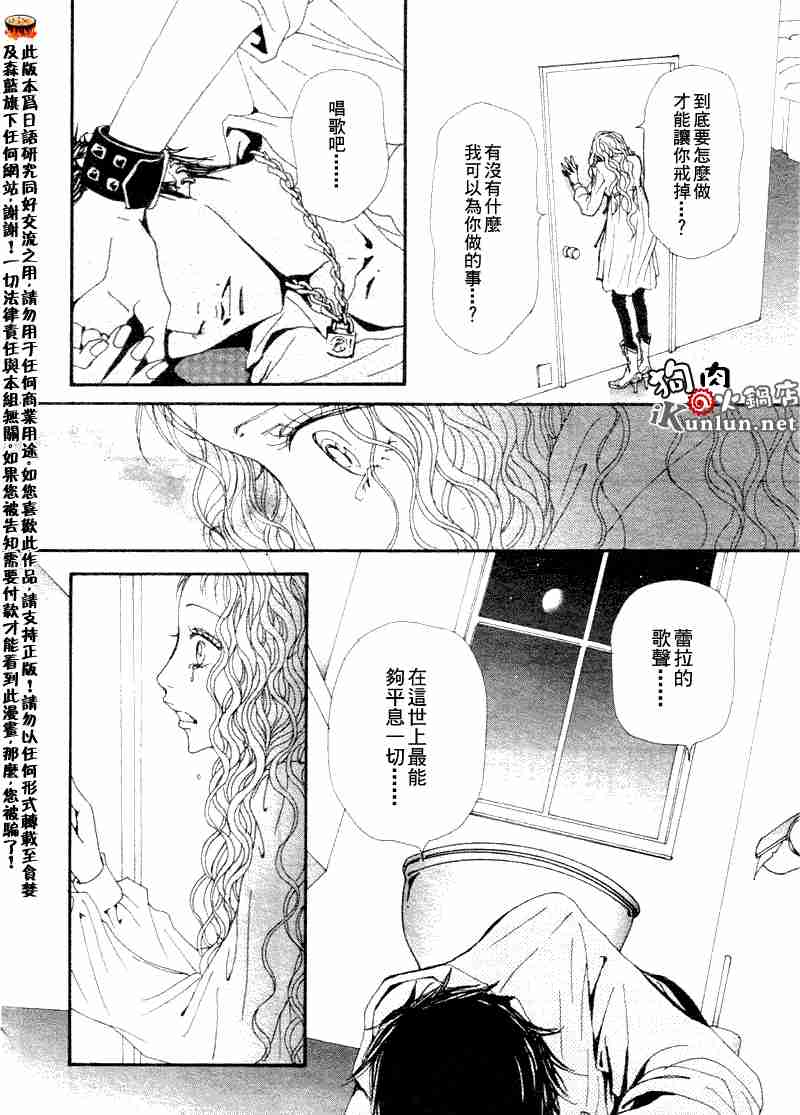 到底要怎麼做
才能讓你戒掉
……?
有沒有什麼
我可以為你做的事
……?
唱歌吧……
狗肉火鍋店
iKunlun.net
蕾拉的
歌聲……
在這世上最能
夠平息一切……
此版本爲日語研究同好交流之用，請勿用于任何商業用途。如您喜歡此作品，請支持正版！請勿以任何形式轉載至貪婪
及森藍旗下任何網站，謝謝！一切法律責任與本組無關。如果您被告知需要付款才能看到此漫畫，那麼，您被騙了！